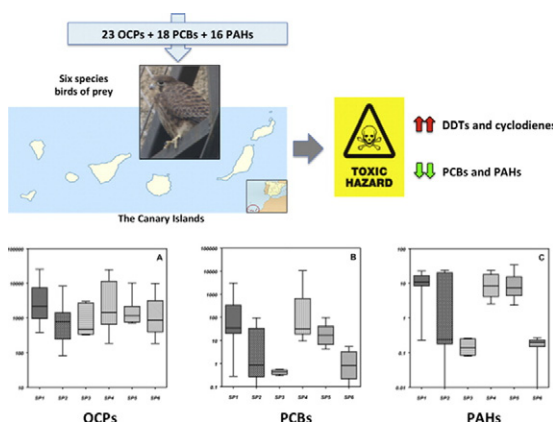 23 OCPs + 18 PCBs + 16 PAHs
Six species
birds of prey
The Canary Islands
TOXIC
HAZARD
DDTs and cyclodienes
PCBs and PAHs
A
100000
10000
1000
100
10
SP1 SP2 SP3 SP4 SP5 SP6
OCPs
B
100000
10000
1000
100
10
1
0.1
SP1 SP2 SP3 SP4 SP5 SP6
PCBs
C
100
10
1
0.1
0.01
SP1 SP2 SP3 SP4 SP5 SP6
PAHs